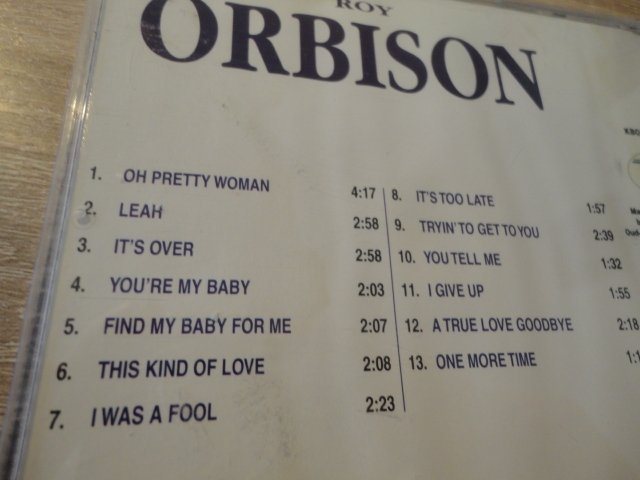 ROY
ORBISON
1. OH PRETTY WOMAN 4:17
2. LEAH 2:58
3. IT'S OVER 2:58
4. YOU'RE MY BABY 2:03
5. FIND MY BABY FOR ME 2:07
6. THIS KIND OF LOVE 2:08
7. I WAS A FOOL 2:23
8. IT'S TOO LATE 1:57
9. TRYIN' TO GET TO YOU 2:39
10. YOU TELL ME 1:32
11. I GIVE UP 1:55
12. A TRUE LOVE GOODBYE 2:18
13. ONE MORE TIME